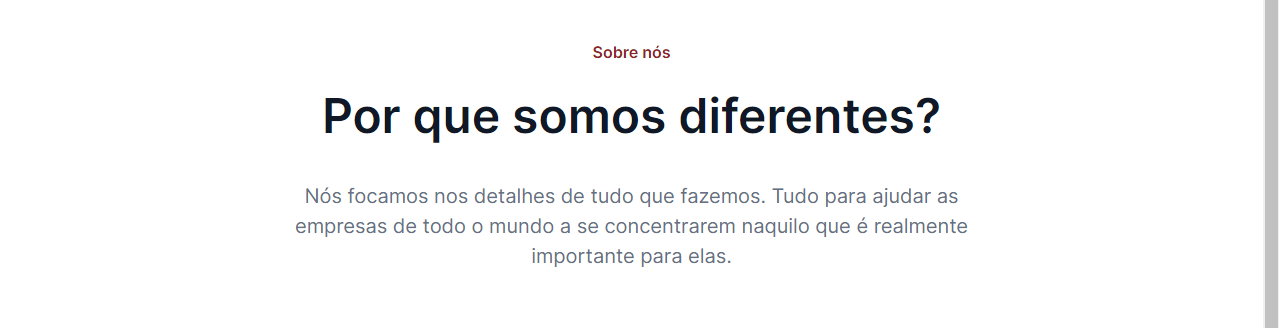 Sobre nós
Por que somos diferentes?
Nós focamos nos detalhes de tudo que fazemos. Tudo para ajudar as
empresas de todo o mundo a se concentrarem naquilo que é realmente
importante para elas.